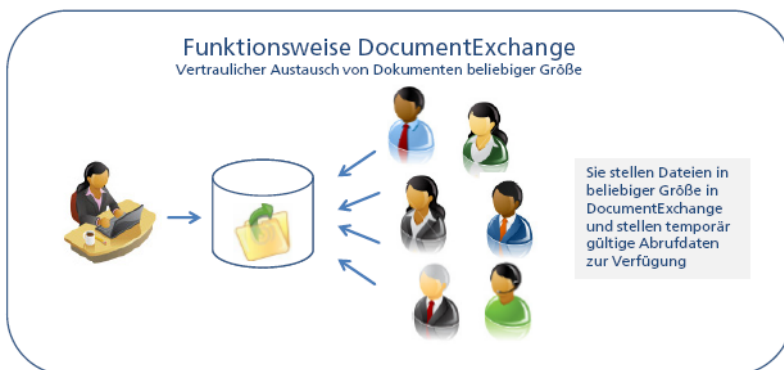 Funktionsweise DocumentExchange
Vertraulicher Austausch von Dokumenten beliebiger Größe
Sie stellen Dateien in
beliebiger Größe in
DocumentExchange
und stellen temporär
gültige Abrufdaten
zur Verfügung